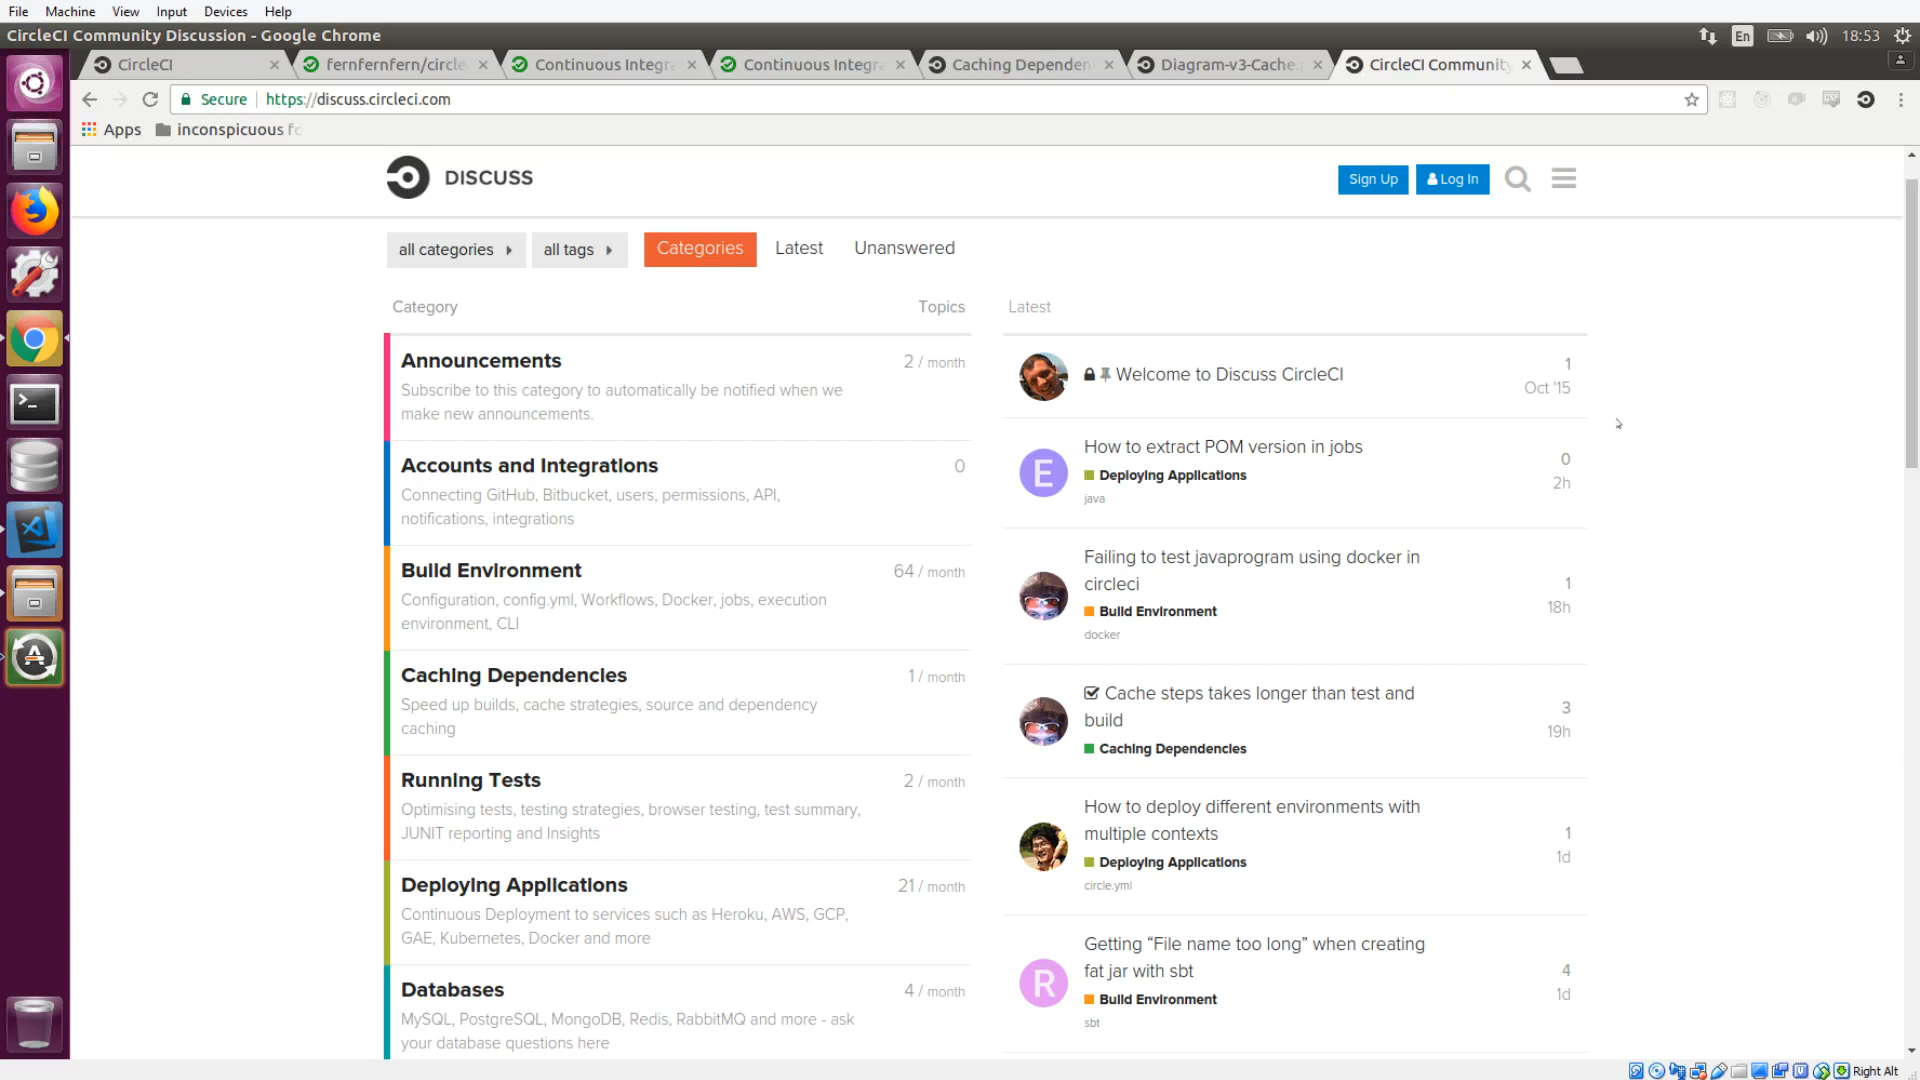 File Machine View Input Devices Help
CircleCI Community Discussion - Google Chrome
En 18:53
CircleCI
fernfernfern/circle
Continuous Integra
Continuous Integra
Caching Dependen
Diagram-v3-Cache.
CircleCI Community
Secure https://discuss.circleci.com
Apps inconspicuous fo
DISCUSS
Sign Up Log In
all categories all tags Categories Latest Unanswered
Category Topics
Announcements 2 / month
Subscribe to this category to automatically be notified when we
make new announcements.
Accounts and Integrations 0
Connecting GitHub, Bitbucket, users, permissions, API,
notifications, integrations
Build Environment 64 / month
Configuration, config.yml, Workflows, Docker, jobs, execution
environment, CLI
Caching Dependencies 1 / month
Speed up builds, cache strategies, source and dependency
caching
Running Tests 2 / month
Optimising tests, testing strategies, browser testing, test summary,
JUNIT reporting and Insights
Deploying Applications 21 / month
Continuous Deployment to services such as Heroku, AWS, GCP,
GAE, Kubernetes, Docker and more
Databases 4 / month
MySQL, PostgreSQL, MongoDB, Redis, RabbitMQ and more - ask
your database questions here
Latest
Welcome to Discuss CircleCI 1
Oct '15
E
How to extract POM version in jobs 0
Deploying Applications 2h
java
Failing to test javaprogram using docker in
circleci 1
Build Environment 18h
docker
Cache steps takes longer than test and
build 3
Caching Dependencies 19h
How to deploy different environments with
multiple contexts 1
Deploying Applications 1d
circle.yml
R
Getting “File name too long” when creating
fat jar with sbt 4
Build Environment 1d
sbt
Right Alt